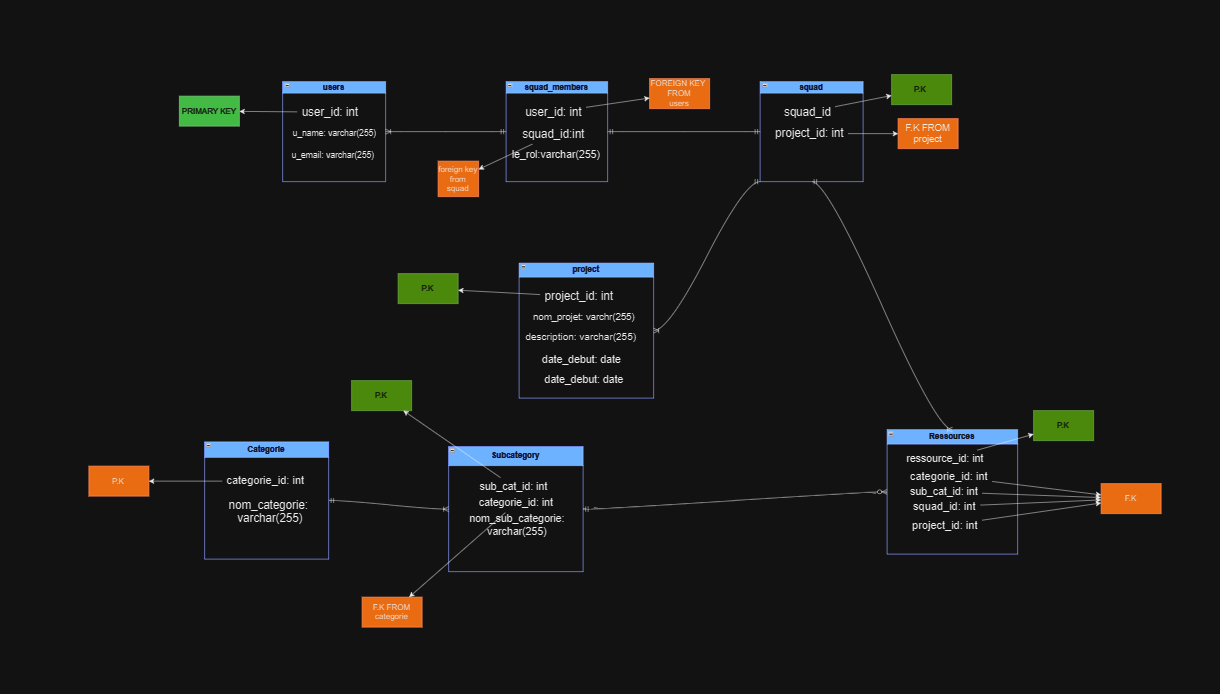 users
squad_members
squad
PRIMARY KEY
user_id: int
u_name: varchar(255)
u_email: varchar(255)
user_id: int
squad_id:int
le_rol:varchar(255)
FOREIGN KEY
FROM
users
foreign key
from
squad
squad_id
project_id: int
P.K
F.K FROM
project
project
P.K
project_id: int
nom_projet: varchr(255)
description: varchar(255)
date_debut: date
date_debut: date
P.K
Categorie
P.K
categorie_id: int
nom_categorie:
varchar(255)
Subcategory
sub_cat_id: int
categorie_id: int
nom_sub_categorie:
varchar(255)
F.K FROM
categorie
Ressources
P.K
ressource_id: int
categorie_id: int
sub_cat_id: int
squad_id: int
project_id: int
F.K